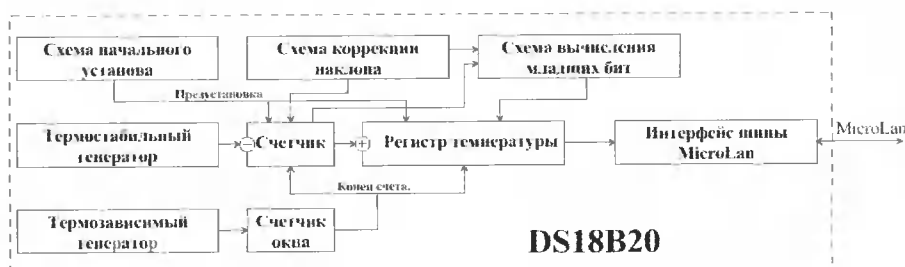 Схема начального
установа
Схема коррекции
наклона
Схема вычисления
младших бит
Предустановка
Термостабильный
генератор
−
Счетчик
+
Регистр температуры
Интерфейс шины
MicroLan
MicroLan
Конец счета.
Термозависимый
генератор
Счетчик
окна
DS18B20